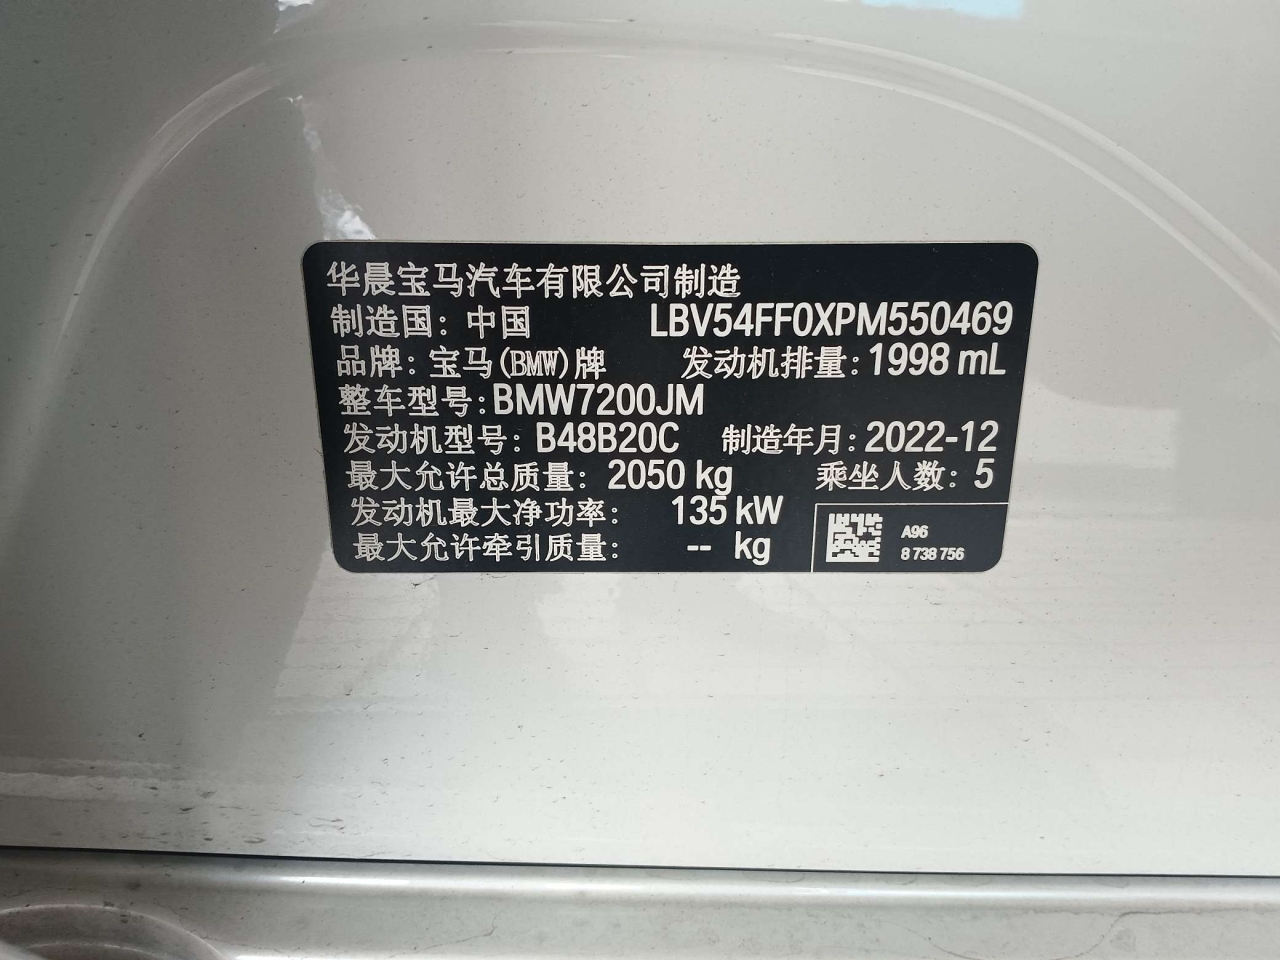 华晨宝马汽车有限公司制造
制造国：中国 LBV54FF0XPM550469
品牌：宝马(BMW)牌 发动机排量：1998 mL
整车型号：BMW7200JM
发动机型号：B48B20C 制造年月：2022-12
最大允许总质量：2050 kg 乘坐人数：5
发动机最大净功率：135 kW
最大允许牵引质量：-- kg
A96
8 738 756